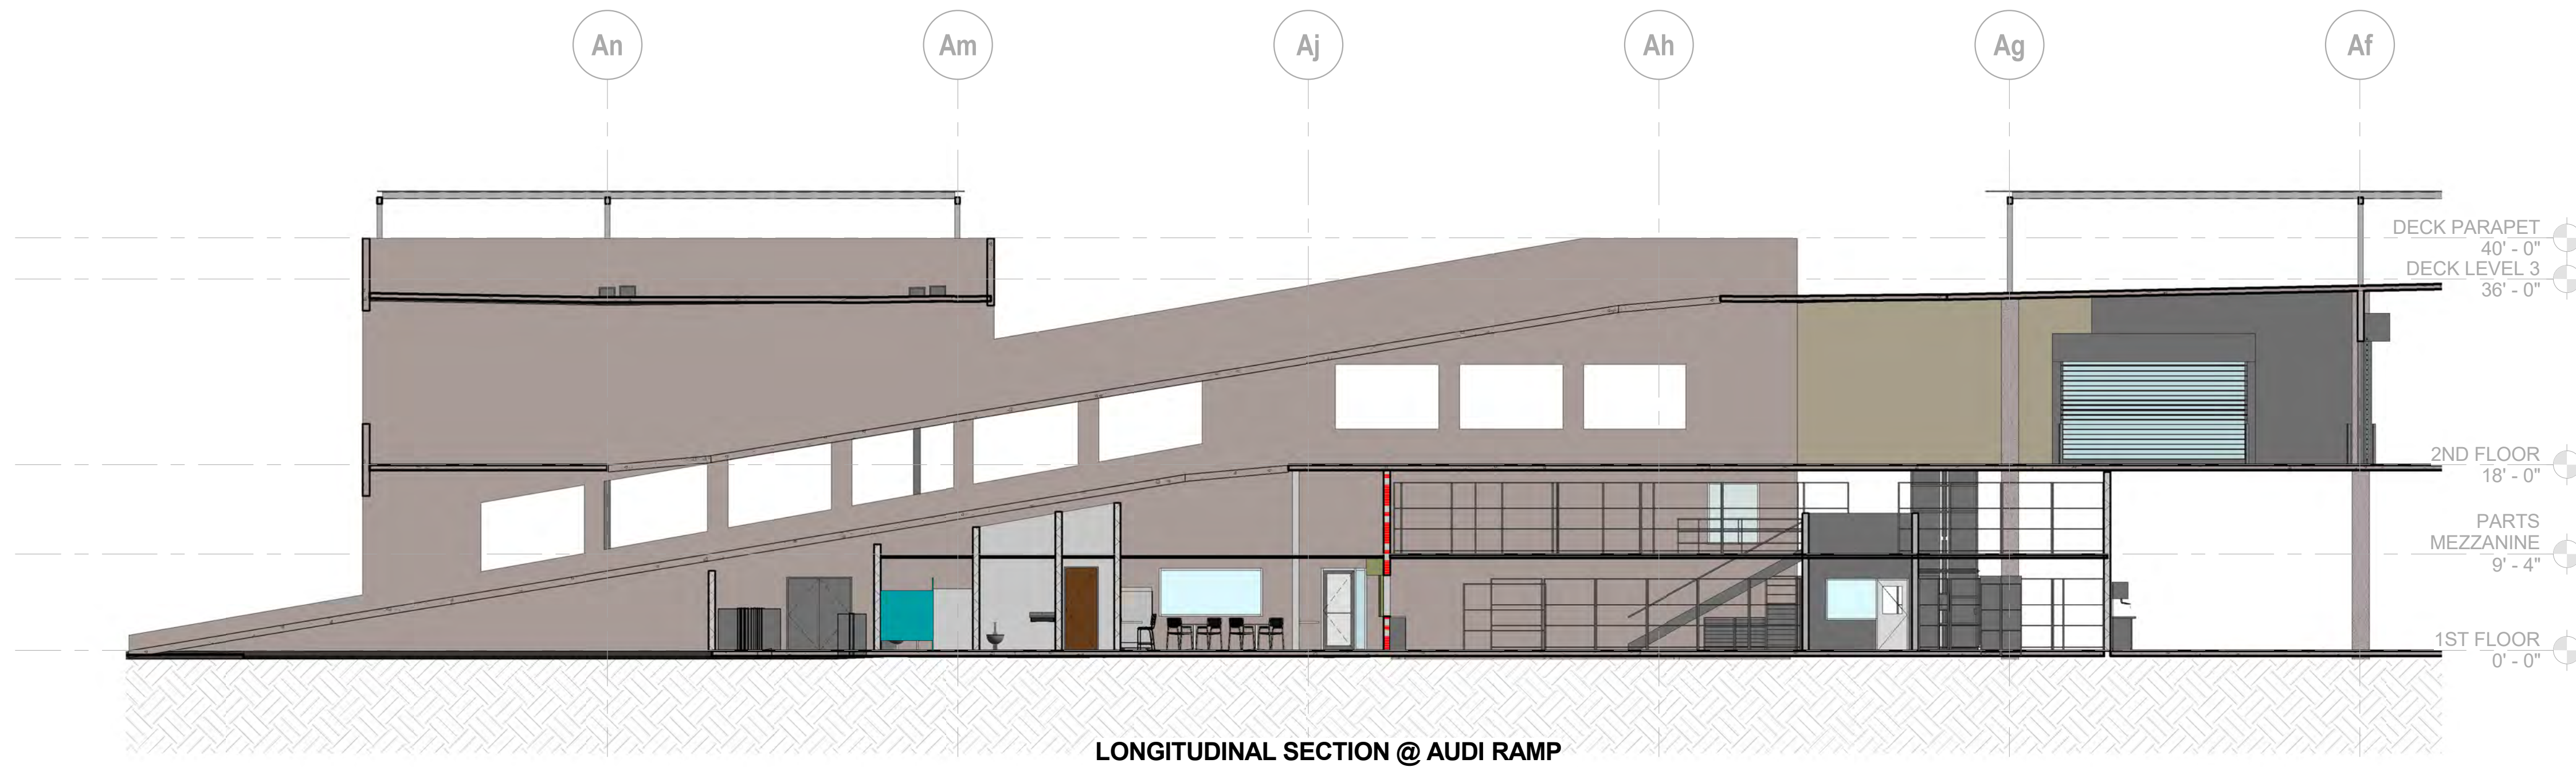 An
Am
Aj
Ah
Ag
Af
DECK PARAPET
40' - 0"
DECK LEVEL 3
36' - 0"
2ND FLOOR
18' - 0"
PARTS
MEZZANINE
9' - 4"
1ST FLOOR
0' - 0"
LONGITUDINAL SECTION @ AUDI RAMP